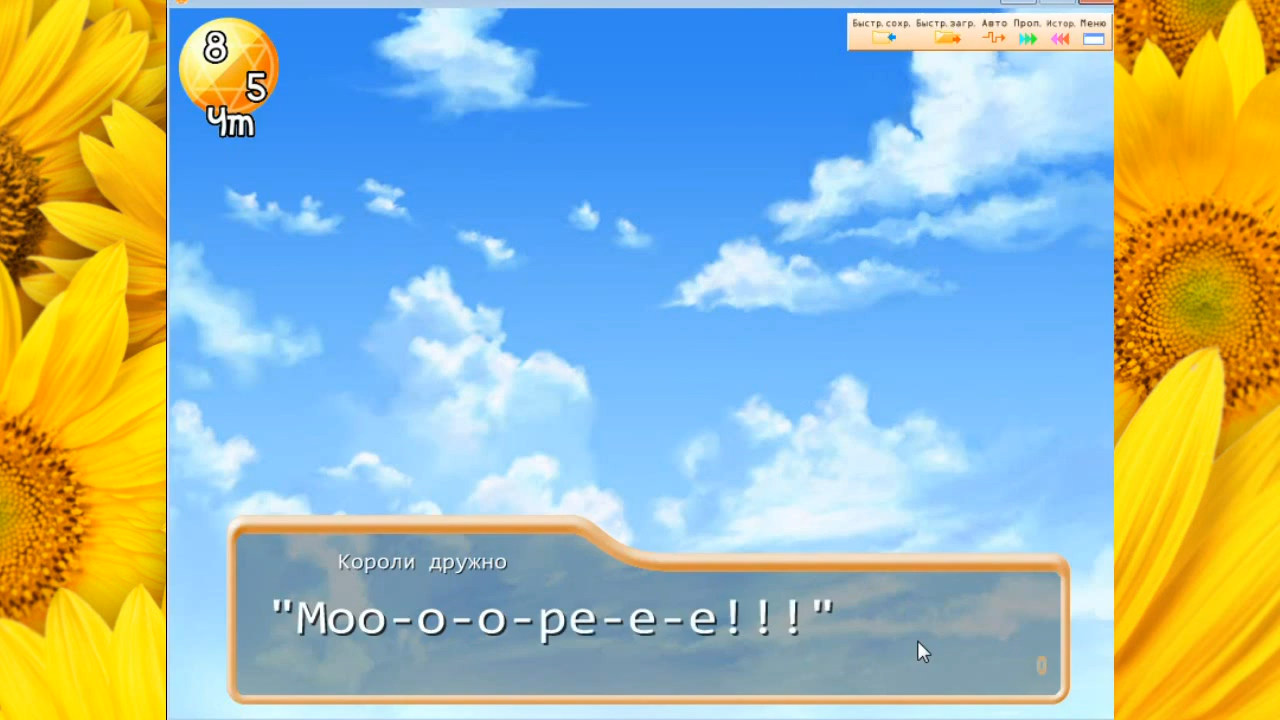 8
5
Чт
Быстр.сохр. Быстр.загр. Авто Проп. Истор. Меню
Короли дружно
"Моо-о-о-ре-е-е!!!"